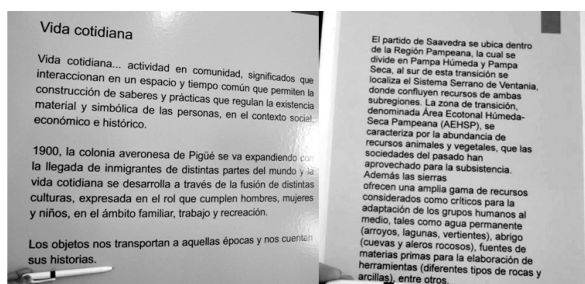 Vida cotidiana
Vida cotidiana... actividad en comunidad, significados que
interaccionan en un espacio y tiempo común que permiten la
construcción de saberes y prácticas que regulan la existencia
material y simbólica de las personas, en el contexto social,
económico e histórico.
1900, la colonia averonesa de Pigüé se va expandiendo con
la llegada de inmigrantes de distintas partes del mundo y la
vida cotidiana se desarrolla a través de la fusión de distintas
culturas, expresada en el rol que cumplen hombres, mujeres
y niños, en el ámbito familiar, trabajo y recreación.
Los objetos nos transportan a aquellas épocas y nos cuentan
sus historias.
El partido de Saavedra se ubica dentro
de la Región Pampeana, la cual se
divide en Pampa Húmeda y Pampa
Seca, al sur de esta transición se
localiza el Sistema Serrano de Ventania,
donde confluyen recursos de ambas
subregiones. La zona de transición,
denominada Área Ecotonal Húmeda-
Seca Pampeana (AEHSP), se
caracteriza por la abundancia de
recursos animales y vegetales, que las
sociedades del pasado han
aprovechado para la subsistencia.
Además las sierras
ofrecen una amplia gama de recursos
considerados como críticos para la
adaptación de los grupos humanos al
medio, tales como agua permanente
(arroyos, lagunas, vertientes), abrigo
(cuevas y aleros rocosos), fuentes de
materias primas para la elaboración de
herramientas (diferentes tipos de rocas y
arcillas), entre otros.